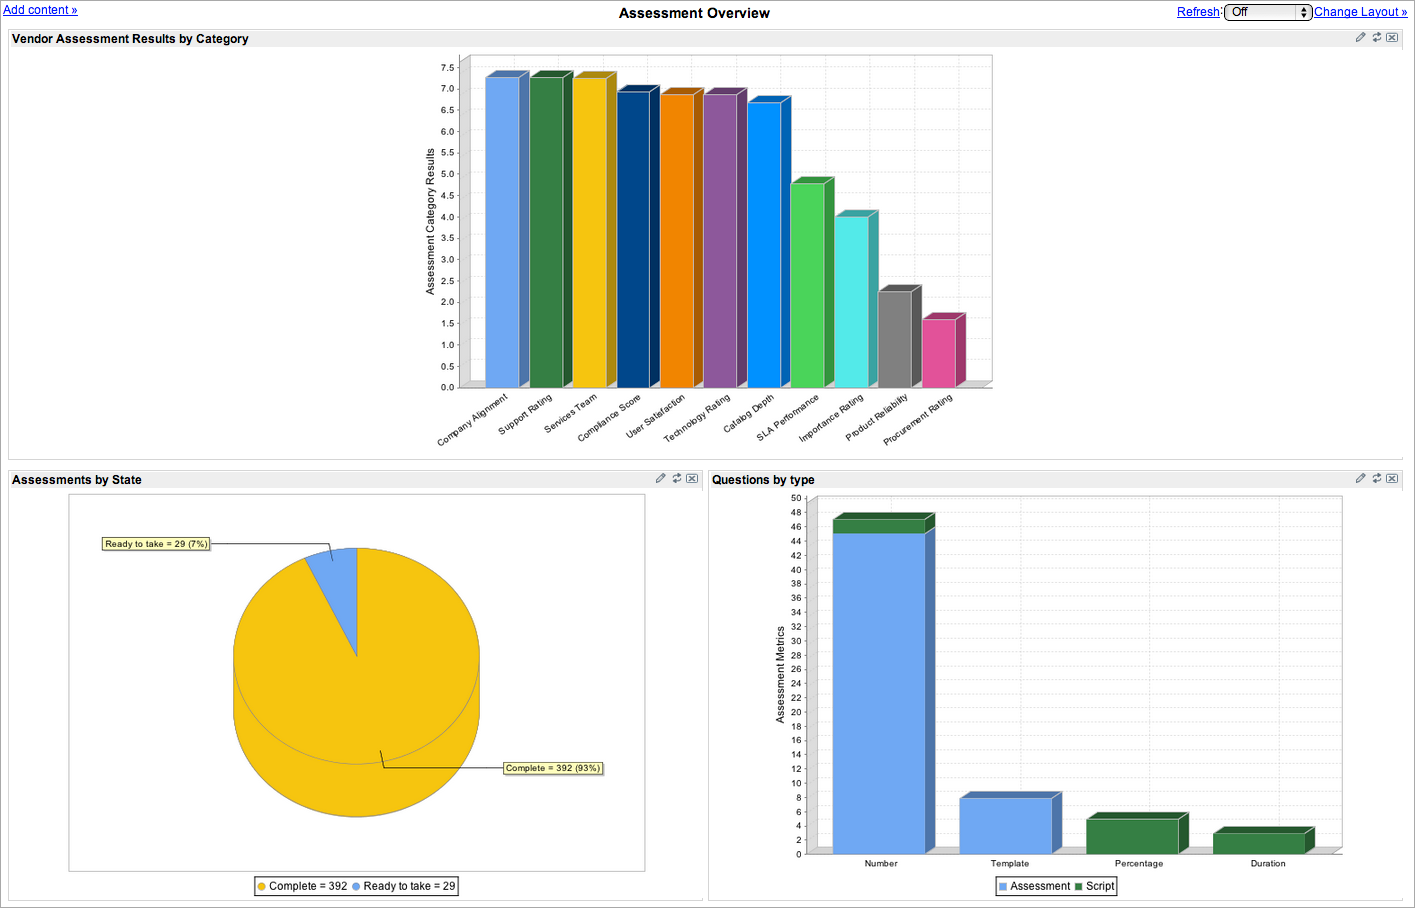 Add content »
Assessment Overview
Refresh: Off Change Layout »
Vendor Assessment Results by Category
Assessment Category Results
7.5
7.0
6.5
6.0
5.5
5.0
4.5
4.0
3.5
3.0
2.5
2.0
1.5
1.0
0.5
0.0
Company Alignment
Support Rating
Services Team
Compliance Score
User Satisfaction
Technology Rating
Catalog Depth
SLA Performance
Importance Rating
Product Reliability
Procurement Rating
Assessments by State
Ready to take = 29 (7%)
Complete = 392 (93%)
Complete = 392 Ready to take = 29
Questions by type
Assessment Metrics
50
48
46
44
42
40
38
36
34
32
30
28
26
24
22
20
18
16
14
12
10
8
6
4
2
0
Number Template Percentage Duration
Assessment Script